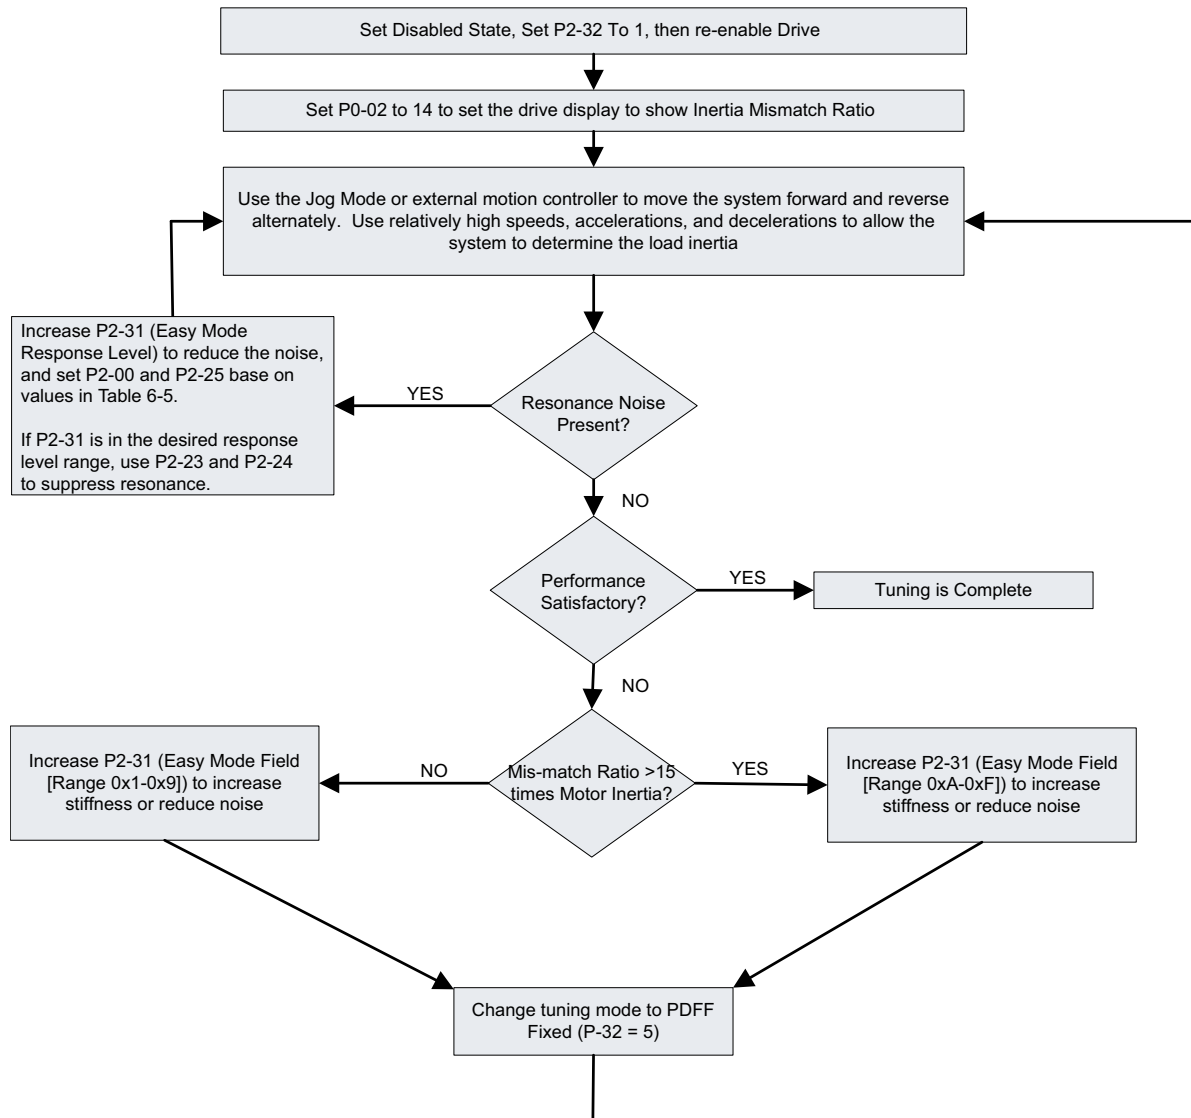 Set Disabled State, Set P2-32 To 1, then re-enable Drive
Set P0-02 to 14 to set the drive display to show Inertia Mismatch Ratio
Use the Jog Mode or external motion controller to move the system forward and reverse
alternately.  Use relatively high speeds, accelerations, and decelerations to allow the
system to determine the load inertia
Increase P2-31 (Easy Mode
Response Level) to reduce the noise,
and set P2-00 and P2-25 base on
values in Table 6-5.
If P2-31 is in the desired response
level range, use P2-23 and P2-24
to suppress resonance.
YES
Resonance Noise
Present?
NO
Performance
Satisfactory?
YES
Tuning is Complete
NO
Increase P2-31 (Easy Mode Field
[Range 0x1-0x9]) to increase
stiffness or reduce noise
NO
Mis-match Ratio >15
times Motor Inertia?
YES
Increase P2-31 (Easy Mode Field
[Range 0xA-0xF]) to increase
stiffness or reduce noise
Change tuning mode to PDFF
Fixed (P-32 = 5)